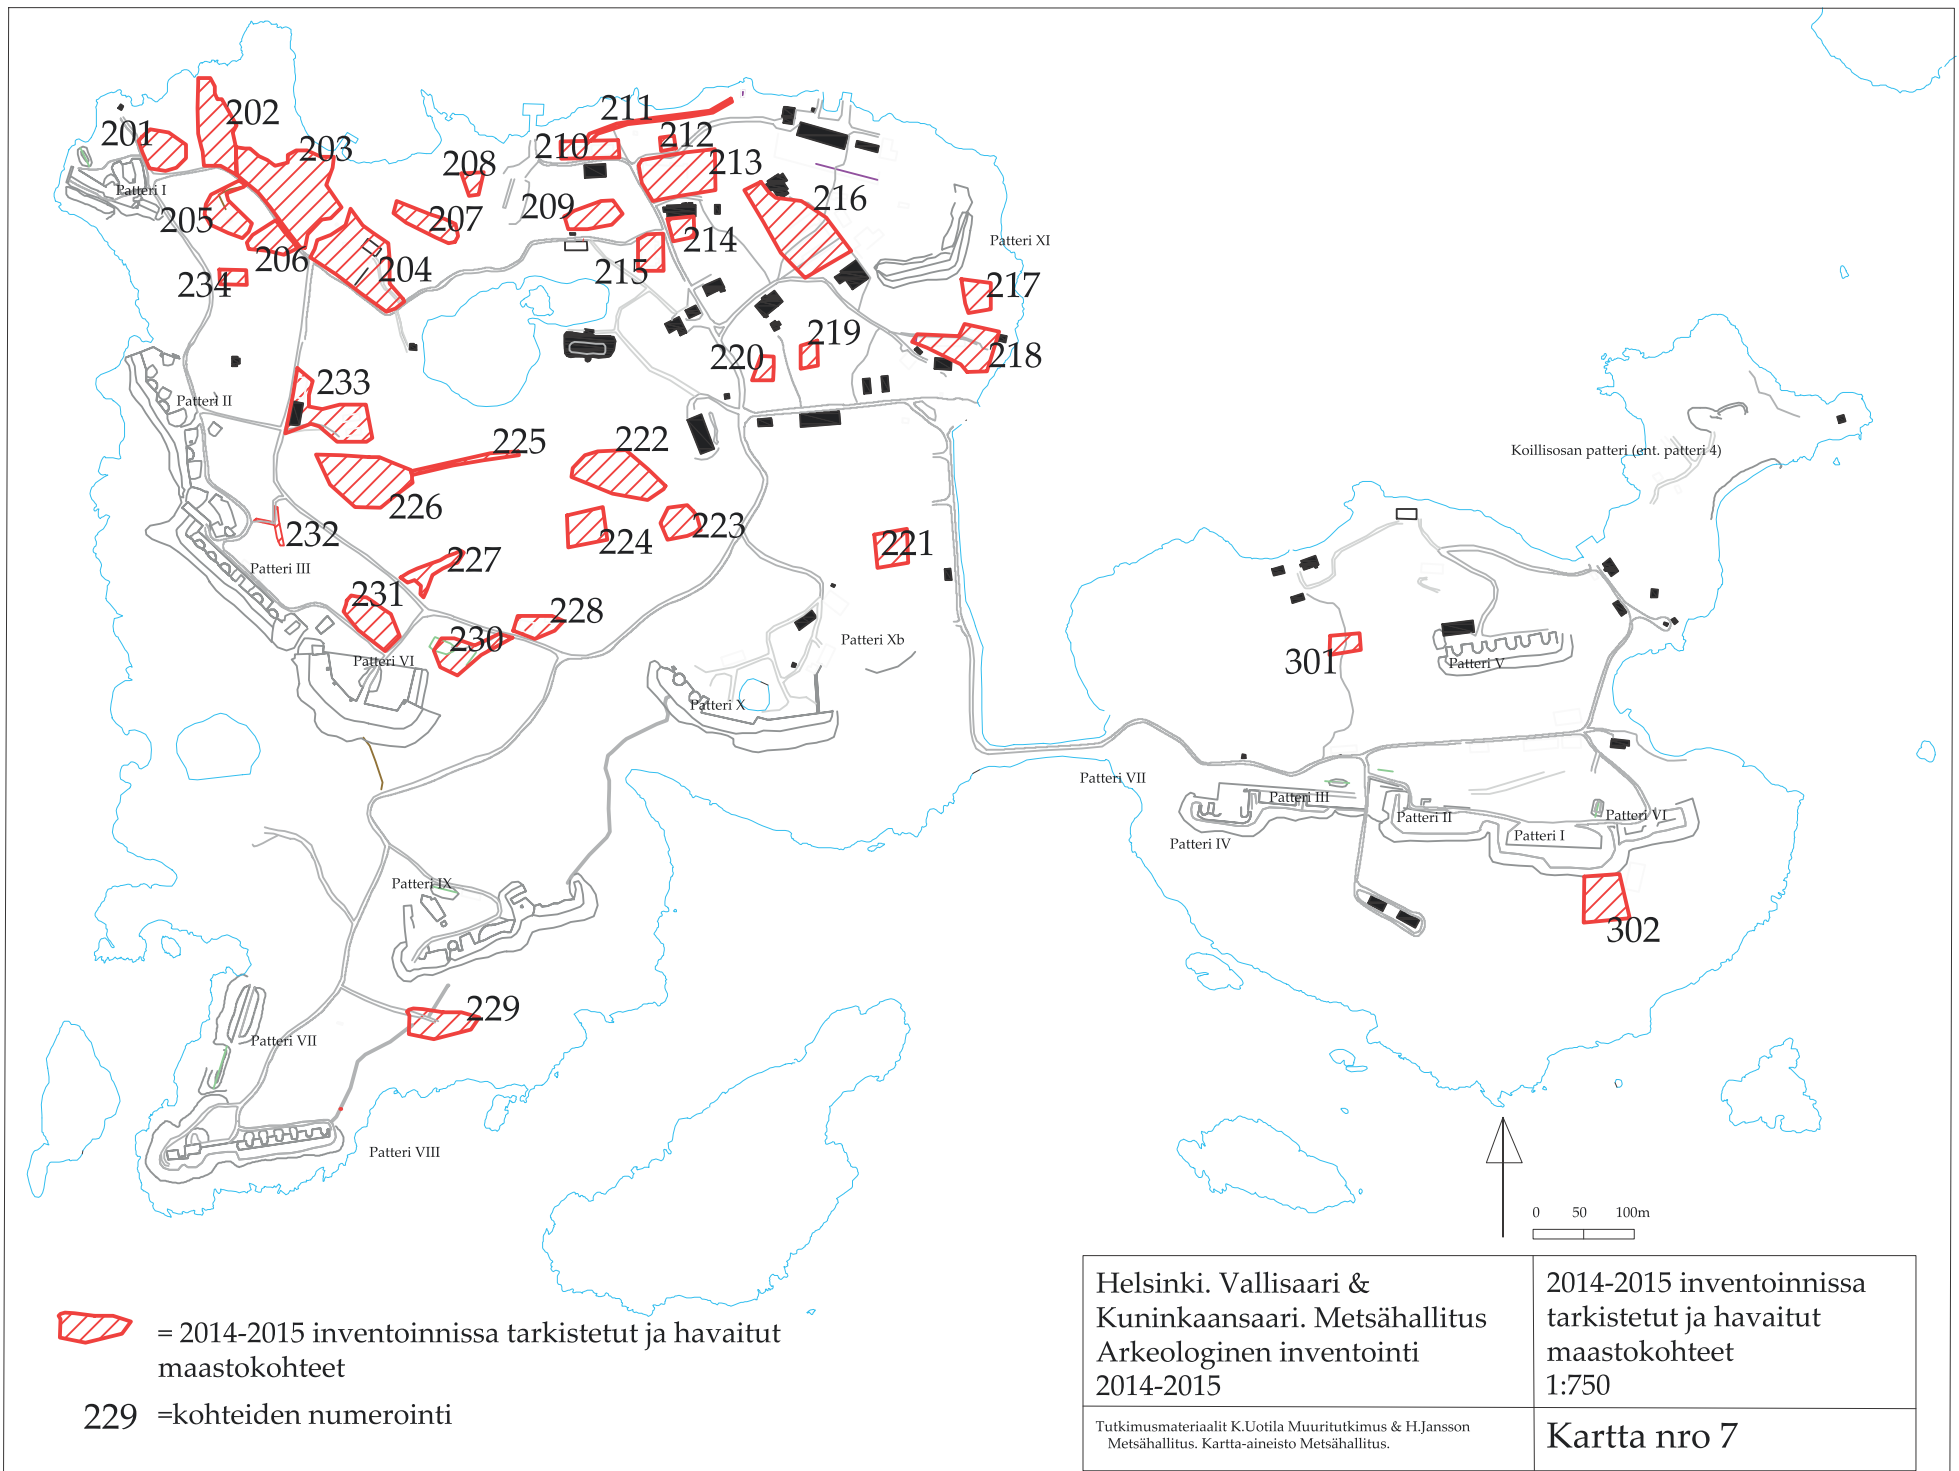 211
202
201
212
203
210
208
213
Patteri I
216
209
205
207
214
Patteri XI
206
204
215
234
217
219
220
218
233
Patteri II
225
222
Koillisosan patteri (ent. patteri 4)
226
223
232
224
221
227
Patteri III
231
228
230
Patteri Xb
Patteri VI
301
Patteri V
Patteri X
Patteri VII
Patteri III
Patteri II
Patteri VI
Patteri I
Patteri IV
Patteri IX
302
229
Patteri VII
Patteri VIII
0 50 100m
= 2014-2015 inventoinnissa tarkistetut ja havaitut
maastokohteet
229 =kohteiden numerointi
Helsinki. Vallisaari &
Kuninkaansaari. Metsähallitus
Arkeologinen inventointi
2014-2015
2014-2015 inventoinnissa
tarkistetut ja havaitut
maastokohteet
1:750
Tutkimusmateriaalit K.Uotila Muuritutkimus & H.Jansson
Metsähallitus. Kartta-aineisto Metsähallitus.
Kartta nro 7